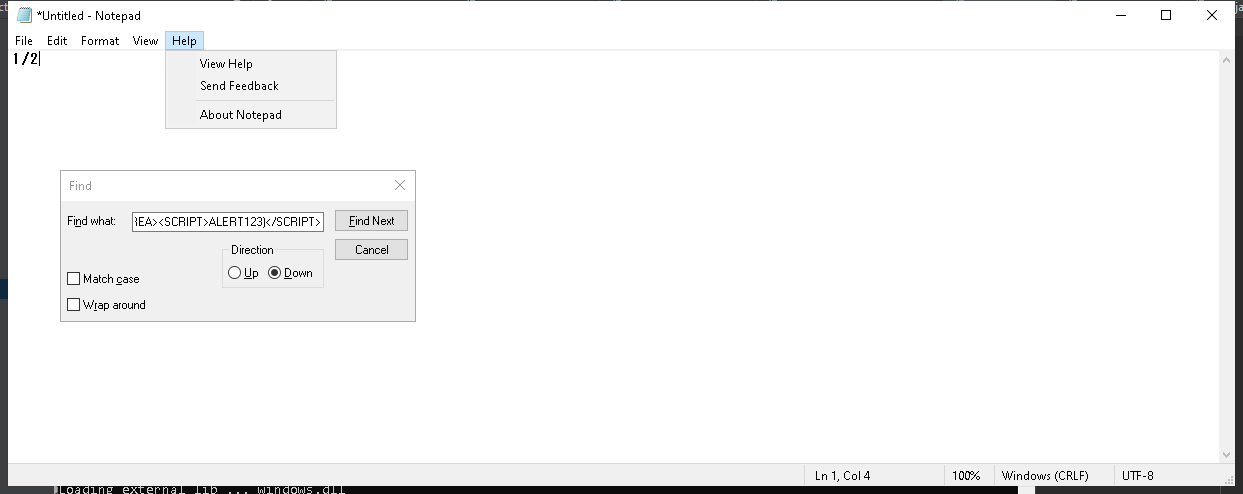 *Untitled - Notepad
File Edit Format View Help
1/2
View Help
Send Feedback
About Notepad
Find
Find what: EA><SCRIPT>ALERT123)</SCRIPT> Find Next
Cancel
Direction
Up Down
Match case
Wrap around
Ln 1, Col 4 100% Windows (CRLF) UTF-8
Loading external lib ... windows.dll